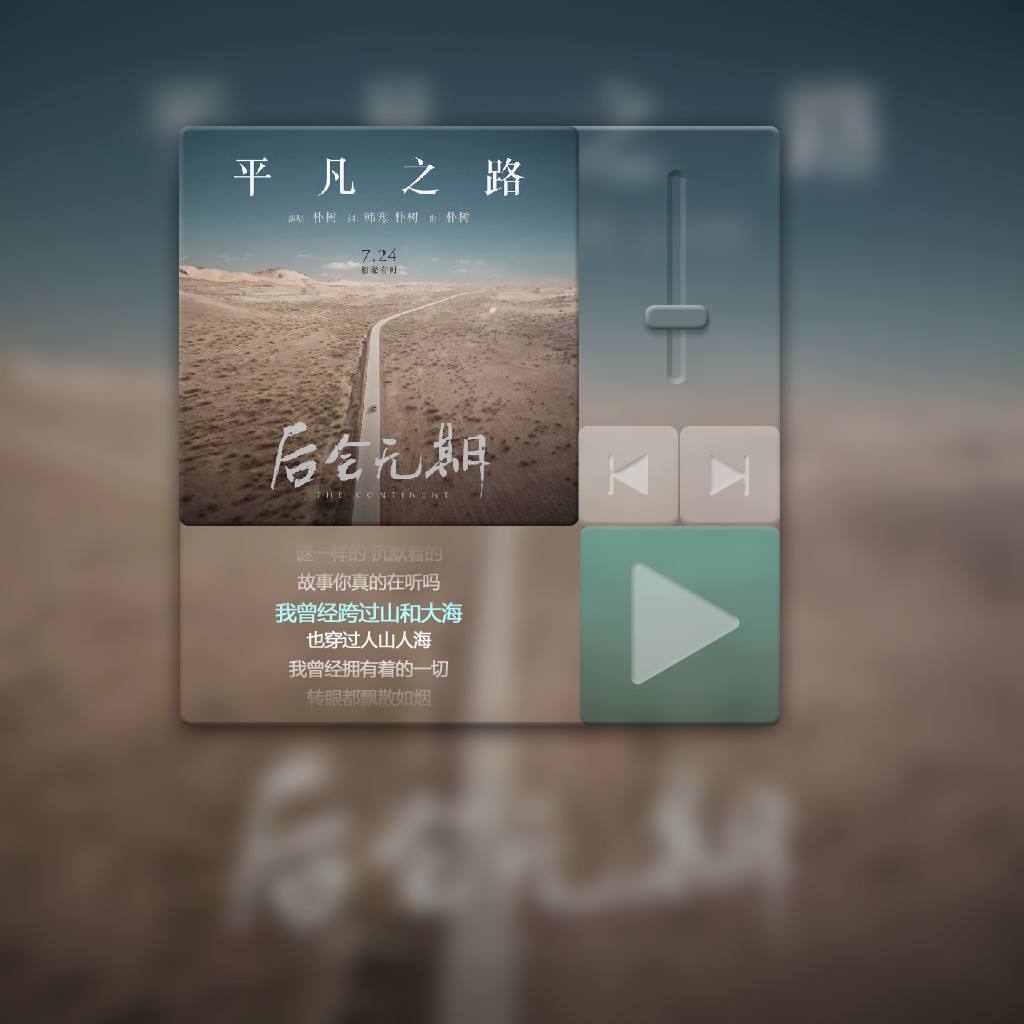 平凡之路
演唱 朴树 词 韩寒 朴树 曲 朴树
7.24
相聚有时
后会无期
THE CONTINENT
谜一样的 沉默着的
故事你真的在听吗
我曾经跨过山和大海
也穿过人山人海
我曾经拥有着的一切
转眼都飘散如烟